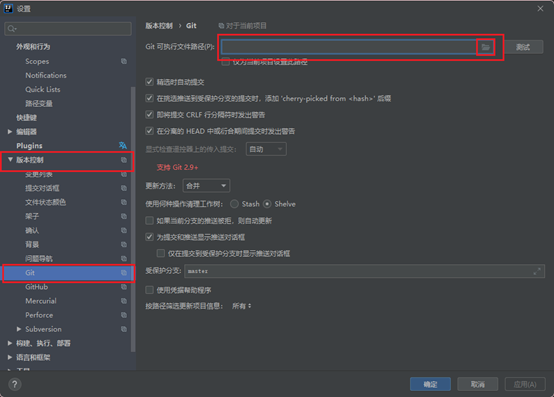 设置
外观和行为
Scopes
Notifications
Quick Lists
路径变量
快捷键
编辑器
Plugins
版本控制
变更列表
提交对话框
文件状态颜色
架子
确认
背景
问题导航
Git
GitHub
Mercurial
Perforce
Subversion
构建、执行、部署
语言和框架
工具
版本控制 › Git 对于当前项目
Git 可执行文件路径(P): 测试
仅为当前项目设置此路径
精选时自动提交
在挑选推送到受保护分支的提交时，添加 'cherry-picked from <hash>' 后缀
即将提交 CRLF 行分隔符时发出警告
在分离的 HEAD 中或衍合期间提交时发出警告
显式检查遥控器上的传入提交: 自动
支持 Git 2.9+
更新方法： 合并
使用何种操作清理工作树: Stash Shelve
如果当前分支的推送被拒，则自动更新
为提交和推送显示推送对话框
仅在提交到受保护分支时显示推送对话框
受保护分支: master
使用凭据帮助程序
按路径筛选更新项目信息: 所有
? 确定 取消 应用(A)